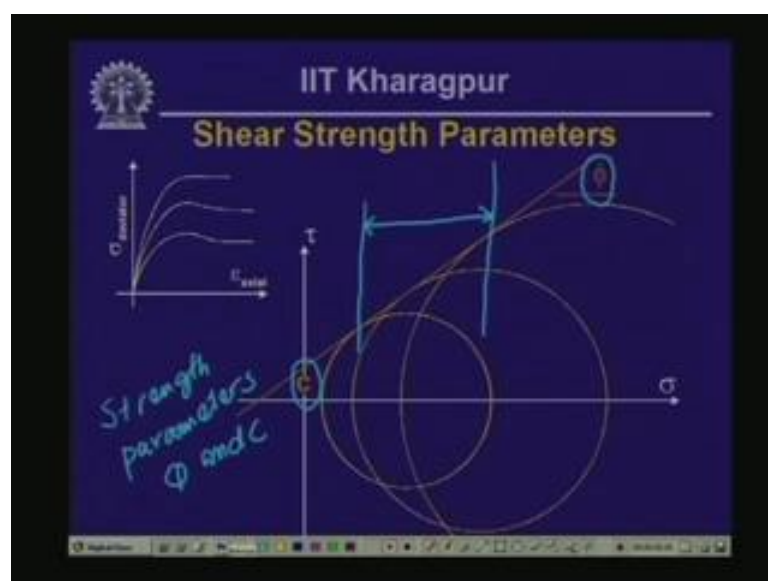 IIT Kharagpur
Shear Strength Parameters
σ deviator
ε axial
τ
φ
C
σ
Strength
parameters
φ and C